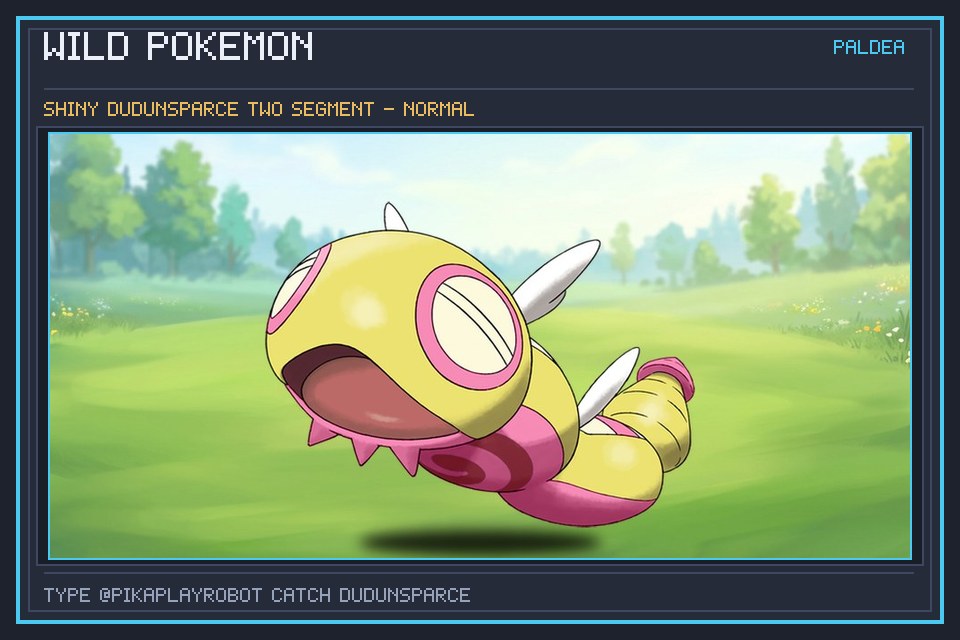 WILD POKEMON
PALDEA
SHINY DUDUNSPARCE TWO SEGMENT - NORMAL
TYPE @PIKAPLAYROBOT CATCH DUDUNSPARCE